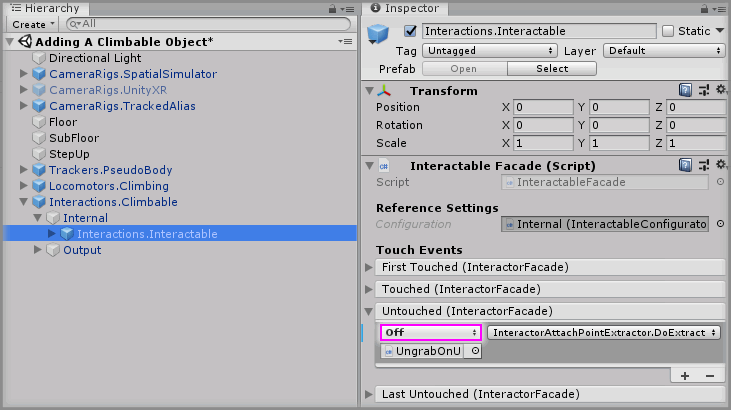 Hierarchy
Create
All
Adding A Climbable Object*
Directional Light
CameraRigs.SpatialSimulator
CameraRigs.UnityXR
CameraRigs.TrackedAlias
Floor
SubFloor
StepUp
Trackers.PseudoBody
Locomotors.Climbing
Interactions.Climbable
Internal
Interactions.Interactable
Output
Inspector
Interactions.Interactable Static
Tag Untagged Layer Default
Prefab Open Select
Transform
Position X 0 Y 0 Z 0
Rotation X 0 Y 0 Z 0
Scale X 1 Y 1 Z 1
Interactable Facade (Script)
Script InteractableFacade
Reference Settings
Configuration Internal (InteractableConfigurato
Touch Events
First Touched (InteractorFacade)
Touched (InteractorFacade)
Untouched (InteractorFacade)
Off InteractorAttachPointExtractor.DoExtract
UngrabOnU
+ −
Last Untouched (InteractorFacade)